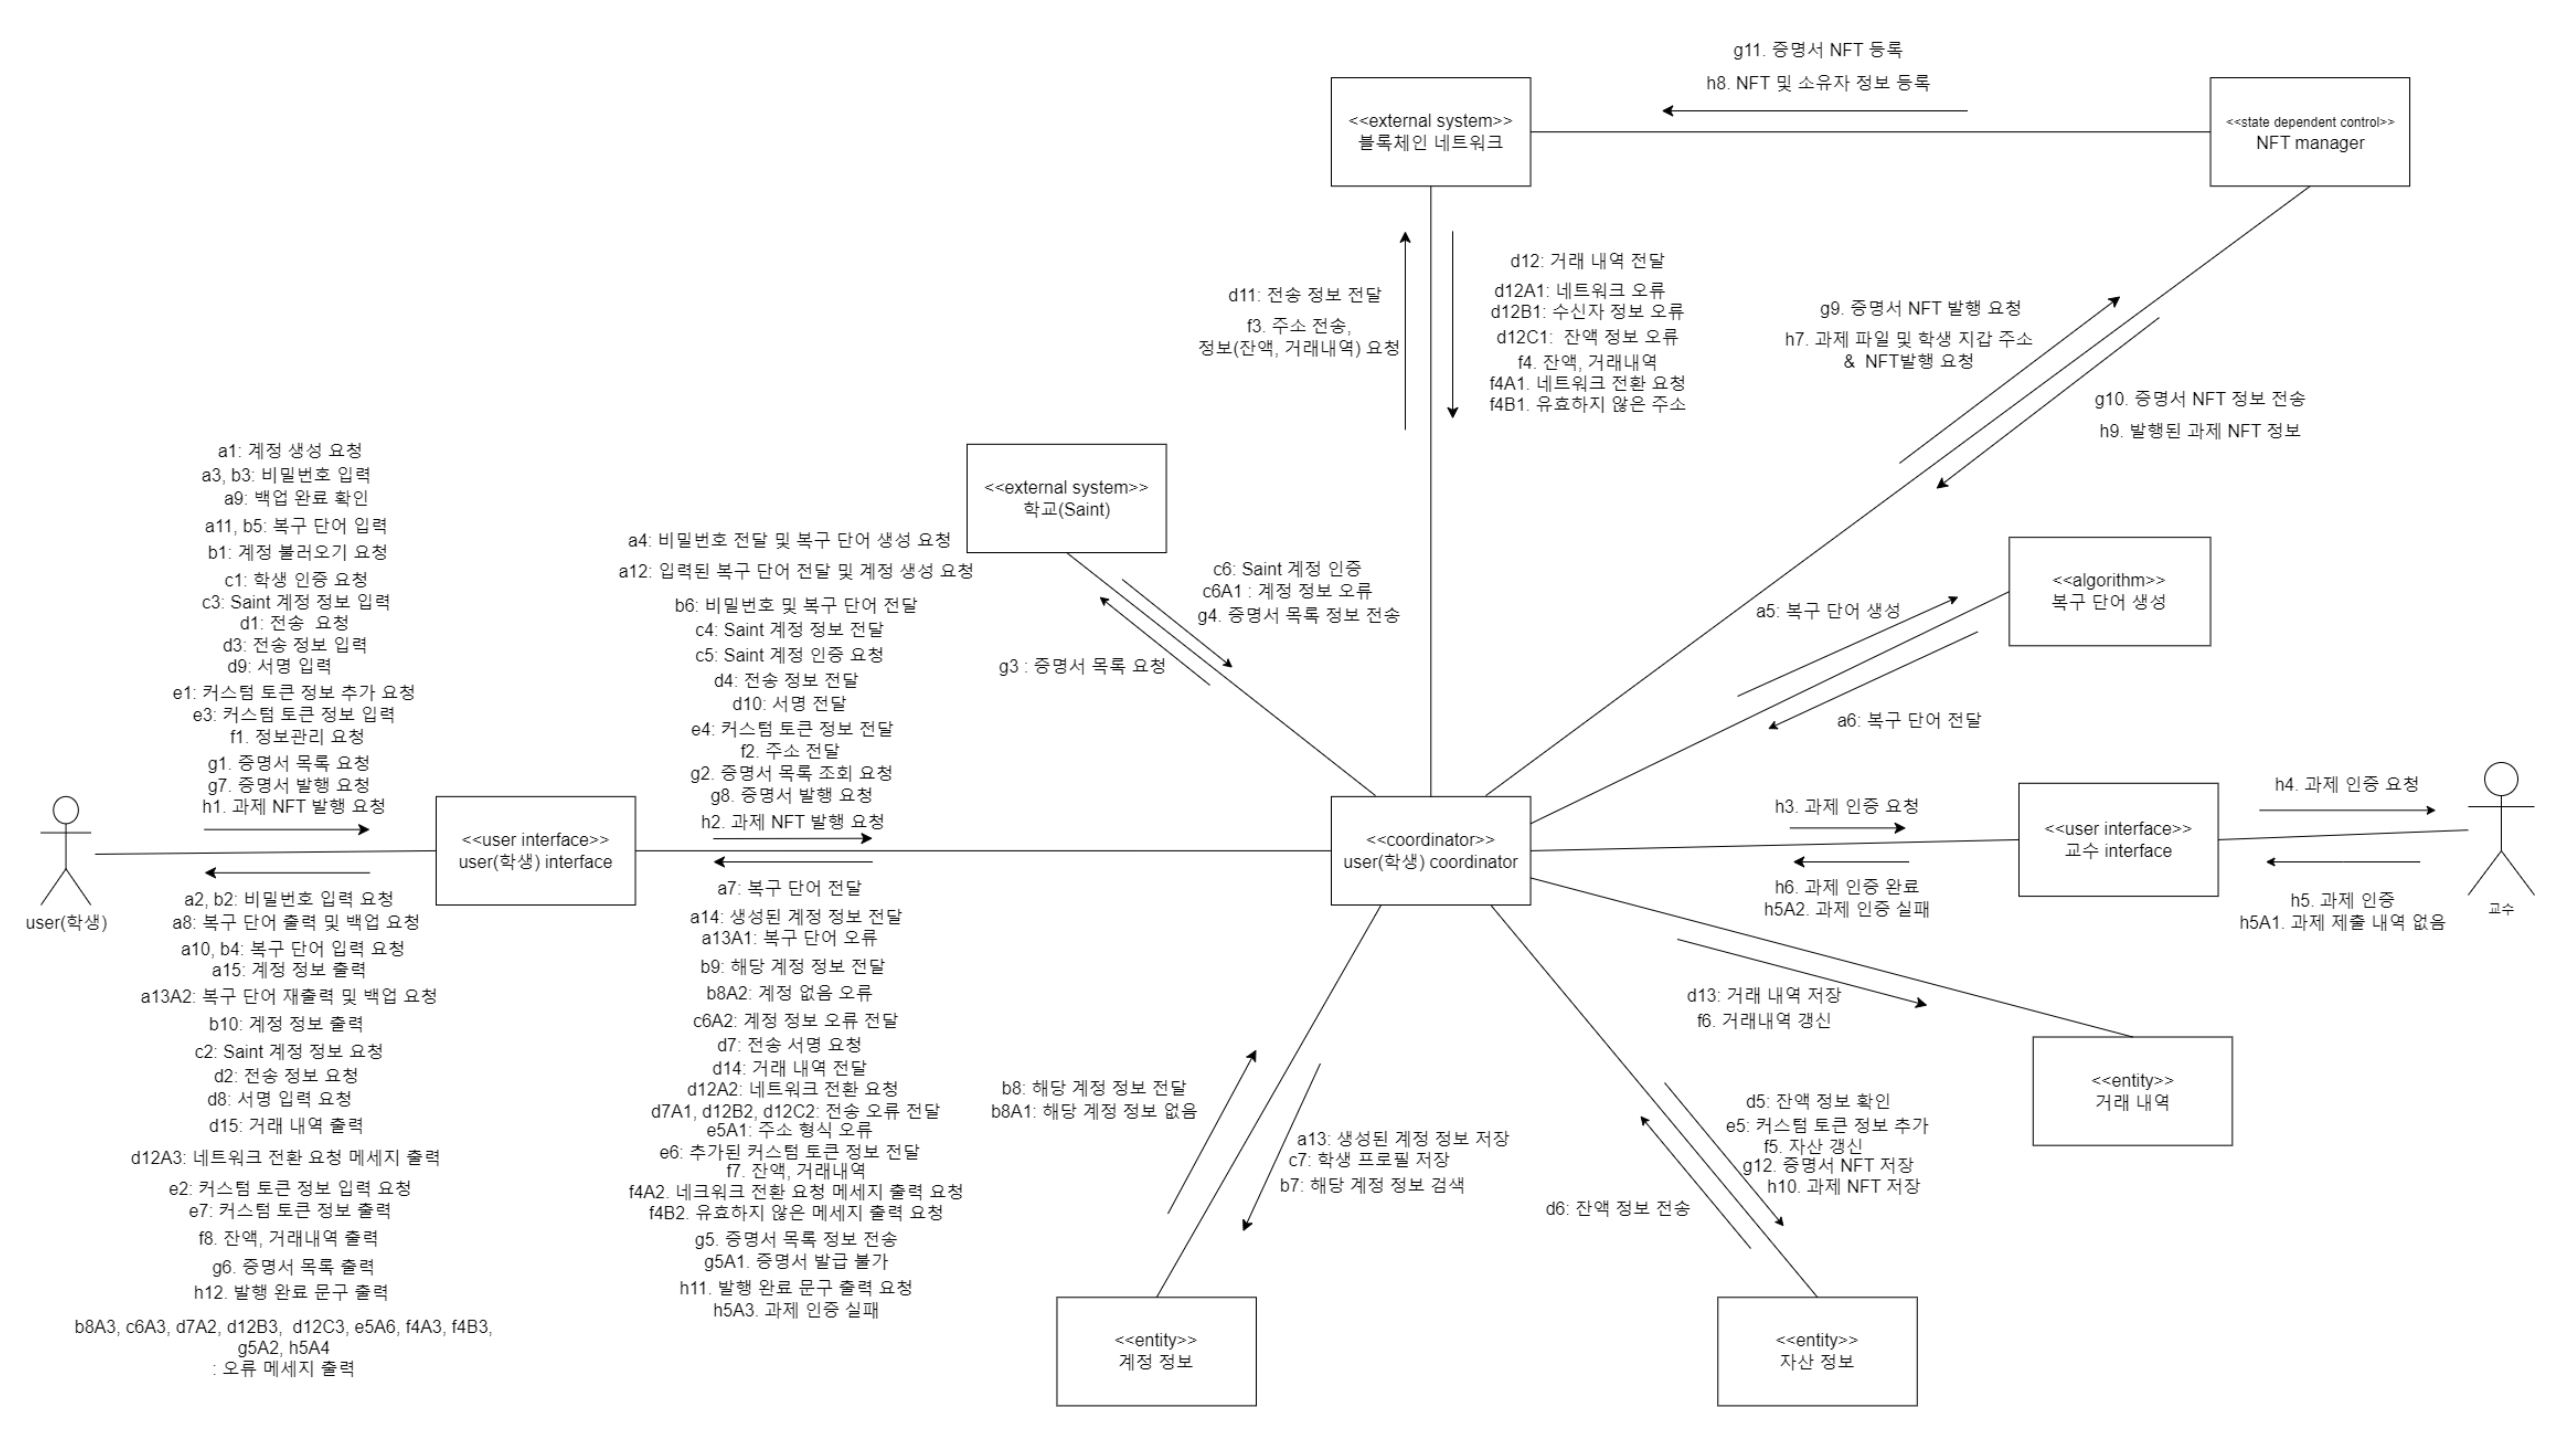 g11. 증명서 NFT 등록
h8. NFT 및 소유자 정보 등록
<<external system>>
블록체인 네트워크
<<state dependent control>>
NFT manager
d11: 전송 정보 전달
f3. 주소 전송,
정보(잔액, 거래내역) 요청
d12: 거래 내역 전달
d12A1: 네트워크 오류
d12B1: 수신자 정보 오류
d12C1: 잔액 정보 오류
f4. 잔액, 거래내역
f4A1. 네트워크 전환 요청
f4B1. 유효하지 않은 주소
g9. 증명서 NFT 발행 요청
h7. 과제 파일 및 학생 지갑 주소
& NFT발행 요청
g10. 증명서 NFT 정보 전송
h9. 발행된 과제 NFT 정보
a1: 계정 생성 요청
a3, b3: 비밀번호 입력
a9: 백업 완료 확인
a11, b5: 복구 단어 입력
b1: 계정 불러오기 요청
c1: 학생 인증 요청
c3: Saint 계정 정보 입력
d1: 전송 요청
d3: 전송 정보 입력
d9: 서명 입력
e1: 커스텀 토큰 정보 추가 요청
e3: 커스텀 토큰 정보 입력
f1. 정보관리 요청
g1. 증명서 목록 요청
g7. 증명서 발행 요청
h1. 과제 NFT 발행 요청
a4: 비밀번호 전달 및 복구 단어 생성 요청
a12: 입력된 복구 단어 전달 및 계정 생성 요청
b6: 비밀번호 및 복구 단어 전달
c4: Saint 계정 정보 전달
c5: Saint 계정 인증 요청
d4: 전송 정보 전달
d10: 서명 전달
e4: 커스텀 토큰 정보 전달
f2. 주소 전달
g2. 증명서 목록 조회 요청
g8. 증명서 발행 요청
h2. 과제 NFT 발행 요청
<<external system>>
학교(Saint)
c6: Saint 계정 인증
c6A1 : 계정 정보 오류
g4. 증명서 목록 정보 전송
g3 : 증명서 목록 요청
a5: 복구 단어 생성
<<algorithm>>
복구 단어 생성
a6: 복구 단어 전달
user(학생)
<<user interface>>
user(학생) interface
<<coordinator>>
user(학생) coordinator
h3. 과제 인증 요청
h6. 과제 인증 완료
h5A2. 과제 인증 실패
<<user interface>>
교수 interface
h4. 과제 인증 요청
h5. 과제 인증
h5A1. 과제 제출 내역 없음
교수
a2, b2: 비밀번호 입력 요청
a8: 복구 단어 출력 및 백업 요청
a10, b4: 복구 단어 입력 요청
a15: 계정 정보 출력
a13A2: 복구 단어 재출력 및 백업 요청
b10: 계정 정보 출력
c2: Saint 계정 정보 요청
d2: 전송 정보 요청
d8: 서명 입력 요청
d15: 거래 내역 출력
d12A3: 네트워크 전환 요청 메세지 출력
e2: 커스텀 토큰 정보 입력 요청
e7: 커스텀 토큰 정보 출력
f8. 잔액, 거래내역 출력
g6. 증명서 목록 출력
h12. 발행 완료 문구 출력
b8A3, c6A3, d7A2, d12B3, d12C3, e5A6, f4A3, f4B3,
g5A2, h5A4
: 오류 메세지 출력
a7: 복구 단어 전달
a14: 생성된 계정 정보 전달
a13A1: 복구 단어 오류
b9: 해당 계정 정보 전달
b8A2: 계정 없음 오류
c6A2: 계정 정보 오류 전달
d7: 전송 서명 요청
d14: 거래 내역 전달
d12A2: 네트워크 전환 요청
d7A1, d12B2, d12C2: 전송 오류 전달
e5A1: 주소 형식 오류
e6: 추가된 커스텀 토큰 정보 전달
f7. 잔액, 거래내역
f4A2. 네크워크 전환 요청 메세지 출력 요청
f4B2. 유효하지 않은 메세지 출력 요청
g5. 증명서 목록 정보 전송
g5A1. 증명서 발급 불가
h11. 발행 완료 문구 출력 요청
h5A3. 과제 인증 실패
b8: 해당 계정 정보 전달
b8A1: 해당 계정 정보 없음
a13: 생성된 계정 정보 저장
c7: 학생 프로필 저장
b7: 해당 계정 정보 검색
<<entity>>
계정 정보
d13: 거래 내역 저장
f6. 거래내역 갱신
<<entity>>
거래 내역
d5: 잔액 정보 확인
e5: 커스텀 토큰 정보 추가
f5. 자산 갱신
g12. 증명서 NFT 저장
h10. 과제 NFT 저장
d6: 잔액 정보 전송
<<entity>>
자산 정보